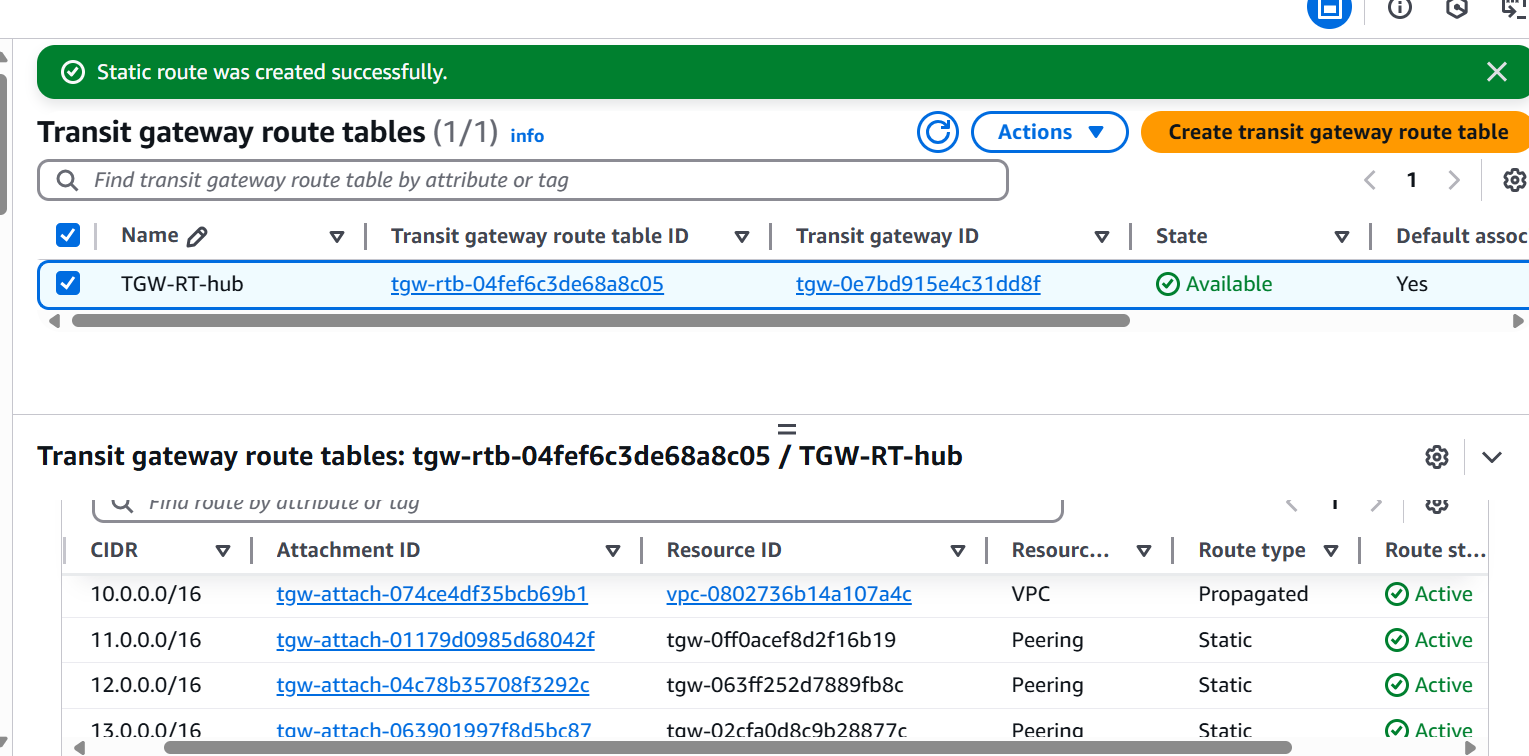 Static route was created successfully.
Transit gateway route tables (1/1) info
Actions
Create transit gateway route table
Find transit gateway route table by attribute or tag
1
Name Transit gateway route table ID Transit gateway ID State Default assoc
TGW-RT-hub tgw-rtb-04fef6c3de68a8c05 tgw-0e7bd915e4c31dd8f Available Yes
Transit gateway route tables: tgw-rtb-04fef6c3de68a8c05 / TGW-RT-hub
Find route by attribute or tag
1
CIDR Attachment ID Resource ID Resourc... Route type Route st...
10.0.0.0/16 tgw-attach-074ce4df35bcb69b1 vpc-0802736b14a107a4c VPC Propagated Active
11.0.0.0/16 tgw-attach-01179d0985d68042f tgw-0ff0acef8d2f16b19 Peering Static Active
12.0.0.0/16 tgw-attach-04c78b35708f3292c tgw-063ff252d7889fb8c Peering Static Active
13.0.0.0/16 tgw-attach-063901997f8d5bc87 tgw-02cfa0d8c9b28877c Peering Static Active